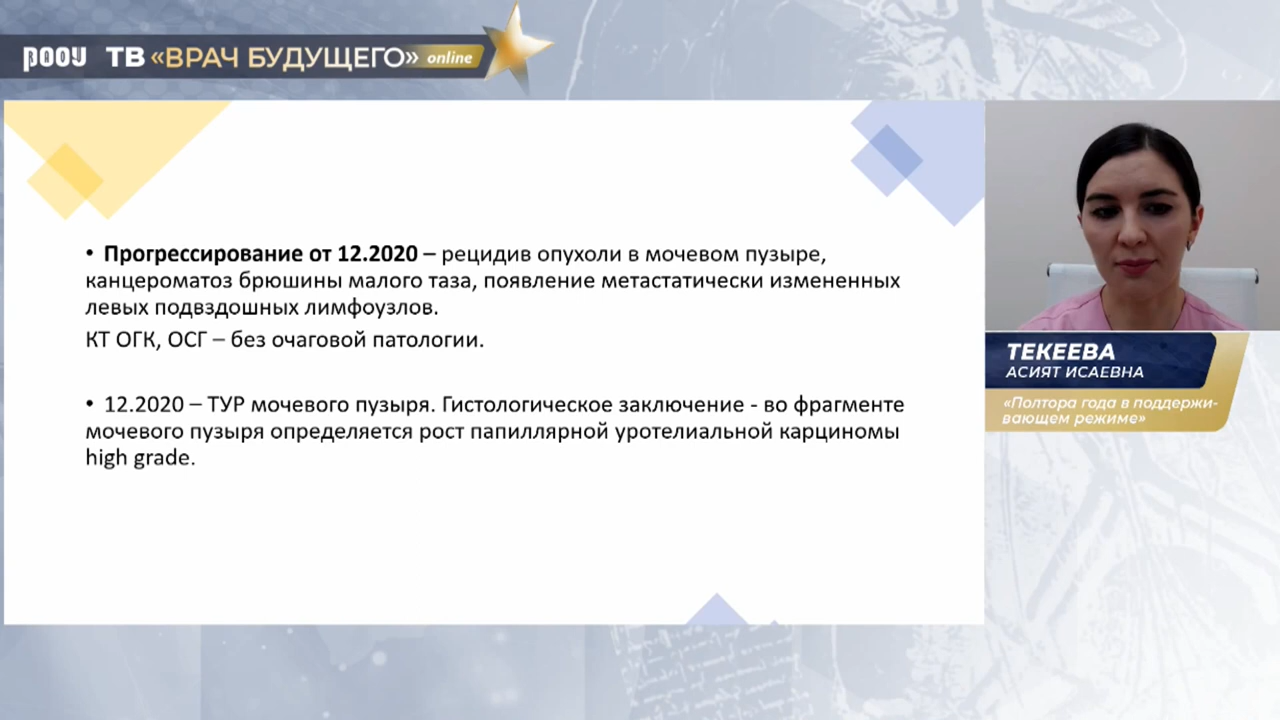 РООУ ТВ «ВРАЧ БУДУЩЕГО» online
• Прогрессирование от 12.2020 – рецидив опухоли в мочевом пузыре,
канцероматоз брюшины малого таза, появление метастатически измененных
левых подвздошных лимфоузлов.
КТ ОГК, ОСГ – без очаговой патологии.
• 12.2020 – ТУР мочевого пузыря. Гистологическое заключение - во фрагменте
мочевого пузыря определяется рост папиллярной уротелиальной карциномы
high grade.
ТЕКЕЕВА
АСИЯТ ИСАЕВНА
«Полтора года в поддержи-
вающем режиме»